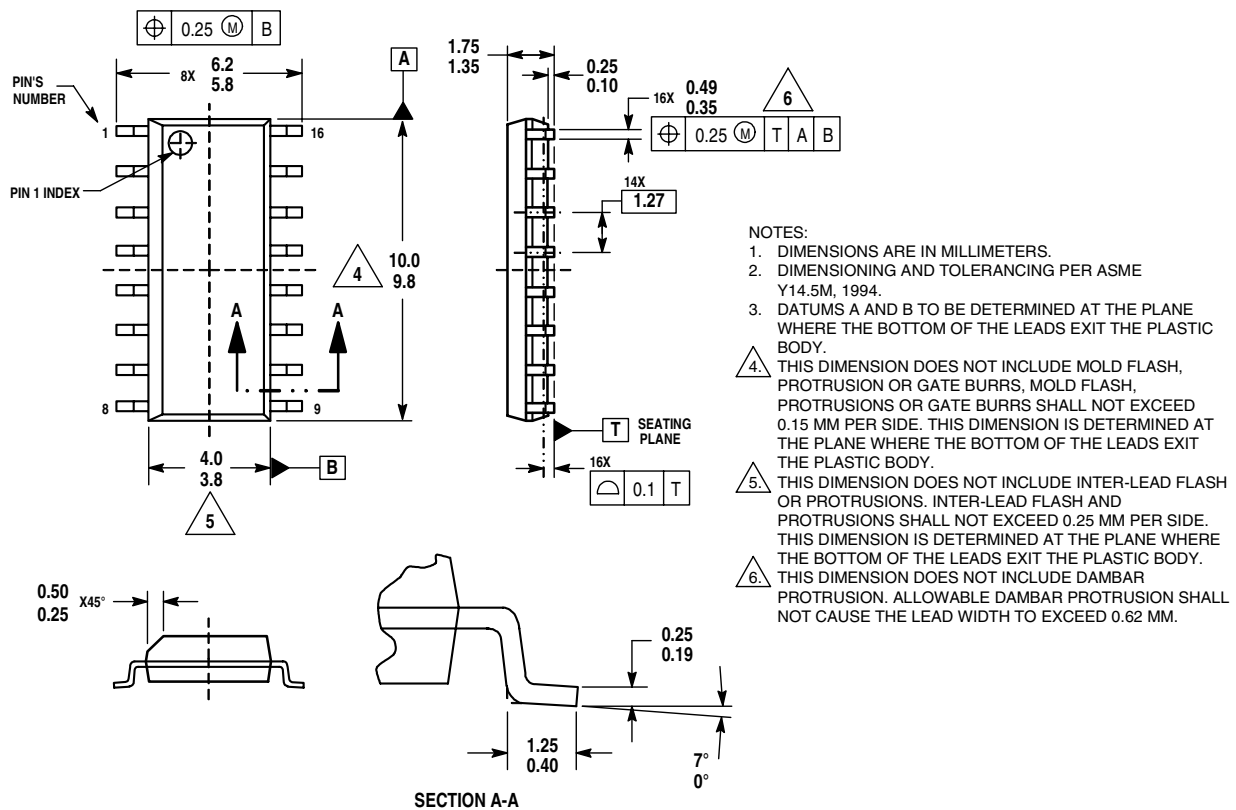 ⌖ 0.25 Ⓜ B
8X 6.2
5.8
PIN'S
NUMBER
1
16
PIN 1 INDEX
8
9
A
10.0
9.8
4
A A
4.0
3.8
B
5
1.75
1.35
0.25
0.10
16X 0.49
0.35
6
⌖ 0.25 Ⓜ T A B
14X
1.27
T SEATING
PLANE
16X
⌓ 0.1 T
0.50
0.25
X45°
0.25
0.19
1.25
0.40
7°
0°
SECTION A-A
NOTES:
1. DIMENSIONS ARE IN MILLIMETERS.
2. DIMENSIONING AND TOLERANCING PER ASME
Y14.5M, 1994.
3. DATUMS A AND B TO BE DETERMINED AT THE PLANE
WHERE THE BOTTOM OF THE LEADS EXIT THE PLASTIC
BODY.
4. THIS DIMENSION DOES NOT INCLUDE MOLD FLASH,
PROTRUSION OR GATE BURRS, MOLD FLASH,
PROTRUSIONS OR GATE BURRS SHALL NOT EXCEED
0.15 MM PER SIDE. THIS DIMENSION IS DETERMINED AT
THE PLANE WHERE THE BOTTOM OF THE LEADS EXIT
THE PLASTIC BODY.
5. THIS DIMENSION DOES NOT INCLUDE INTER-LEAD FLASH
OR PROTRUSIONS. INTER-LEAD FLASH AND
PROTRUSIONS SHALL NOT EXCEED 0.25 MM PER SIDE.
THIS DIMENSION IS DETERMINED AT THE PLANE WHERE
THE BOTTOM OF THE LEADS EXIT THE PLASTIC BODY.
6. THIS DIMENSION DOES NOT INCLUDE DAMBAR
PROTRUSION. ALLOWABLE DAMBAR PROTRUSION SHALL
NOT CAUSE THE LEAD WIDTH TO EXCEED 0.62 MM.